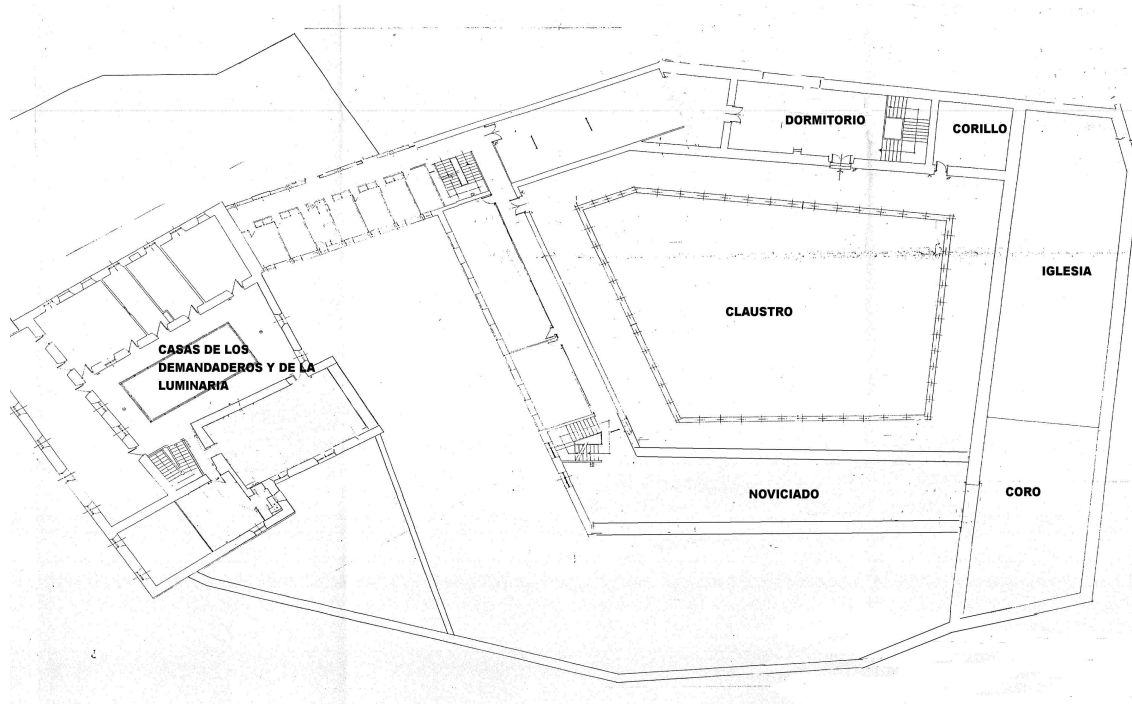 DORMITORIO
CORILLO
IGLESIA
CLAUSTRO
CASAS DE LOS
DEMANDADEROS Y DE LA
LUMINARIA
NOVICIADO
CORO